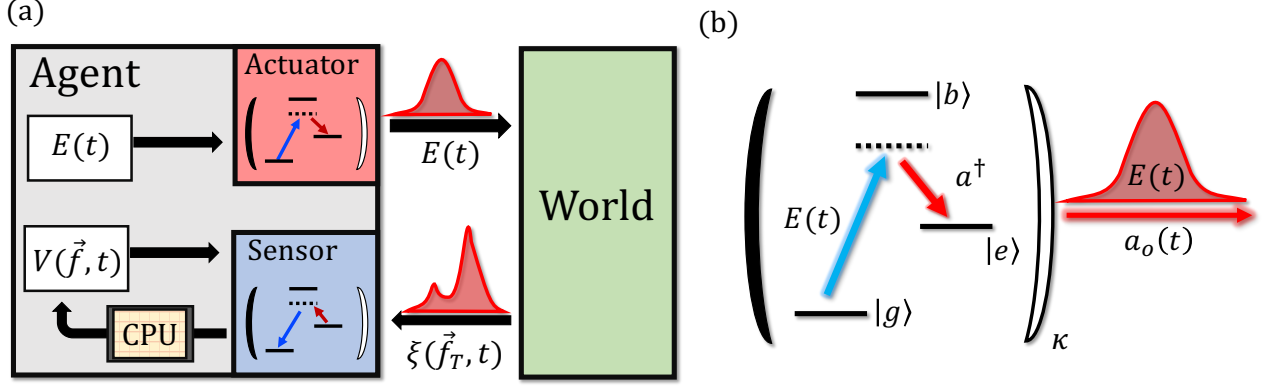 (a)
Agent
E(t)
Actuator
E(t)
World
V(f⃗, t)
Sensor
CPU
ξ(f⃗_T, t)
(b)
|b⟩
E(t)
a†
|e⟩
|g⟩
κ
E(t)
a_o(t)